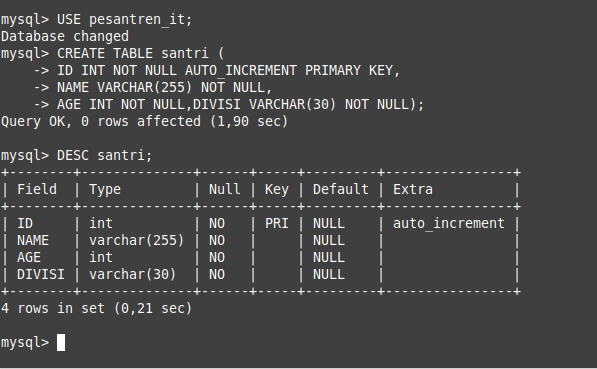 mysql> USE pesantren_it;
Database changed
mysql> CREATE TABLE santri (
    -> ID INT NOT NULL AUTO_INCREMENT PRIMARY KEY,
    -> NAME VARCHAR(255) NOT NULL,
    -> AGE INT NOT NULL,DIVISI VARCHAR(30) NOT NULL);
Query OK, 0 rows affected (1,90 sec)

mysql> DESC santri;
+--------+--------------+------+-----+---------+----------------+
| Field  | Type         | Null | Key | Default | Extra          |
+--------+--------------+------+-----+---------+----------------+
| ID     | int          | NO   | PRI | NULL    | auto_increment |
| NAME   | varchar(255) | NO   |     | NULL    |                |
| AGE    | int          | NO   |     | NULL    |                |
| DIVISI | varchar(30)  | NO   |     | NULL    |                |
+--------+--------------+------+-----+---------+----------------+
4 rows in set (0,21 sec)

mysql>